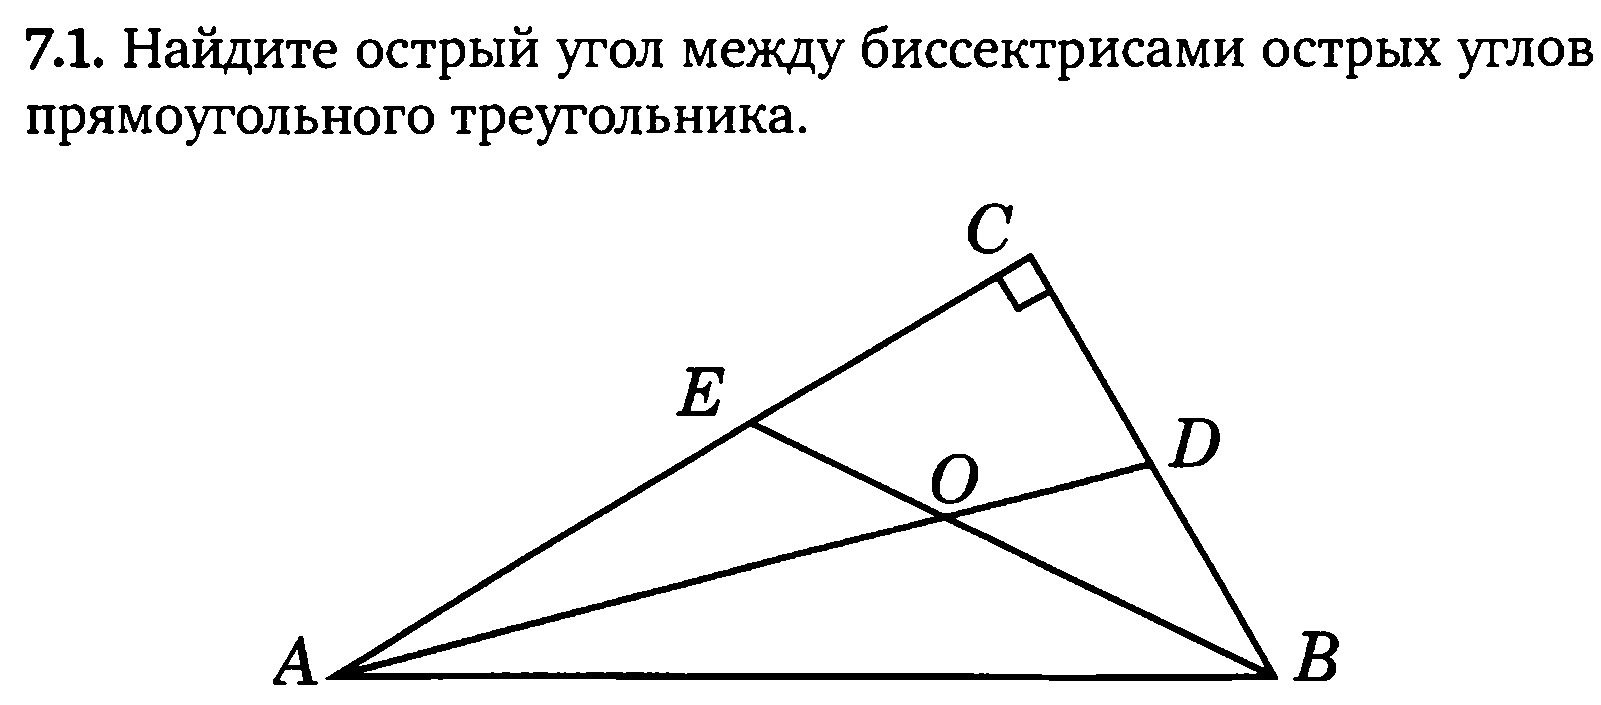 7.1. Найдите острый угол между биссектрисами острых углов
прямоугольного треугольника.
C
E
D
O
A
B